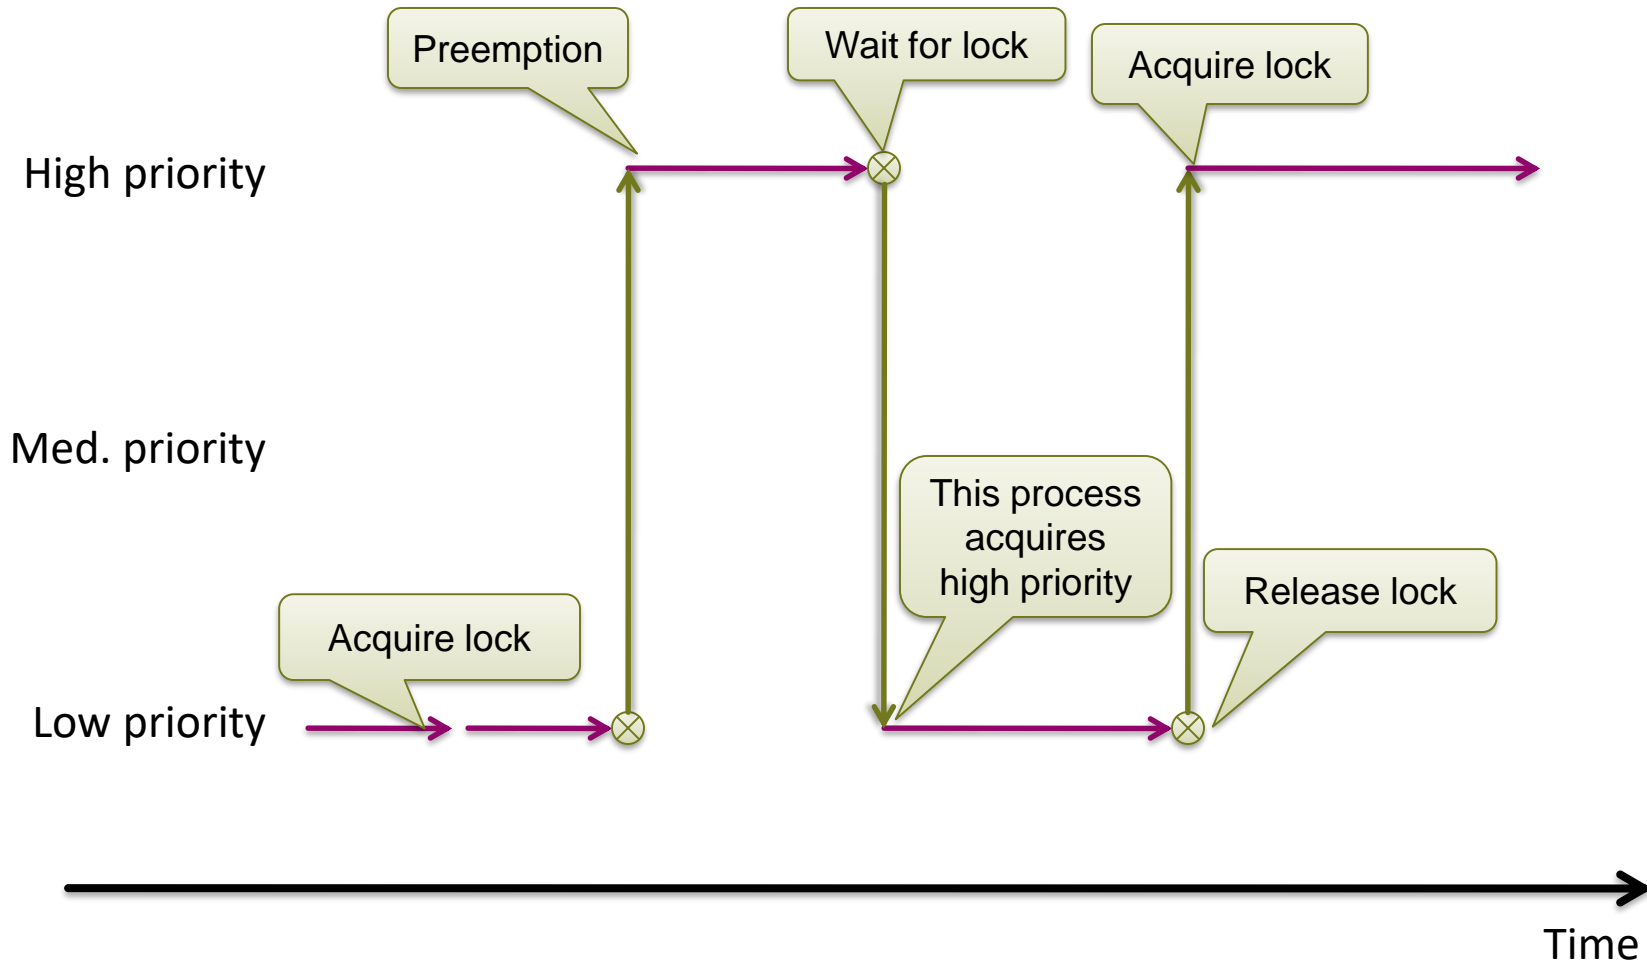 Preemption
Wait for lock
Acquire lock
High priority
Med. priority
This process
acquires
high priority
Release lock
Acquire lock
Low priority
Time